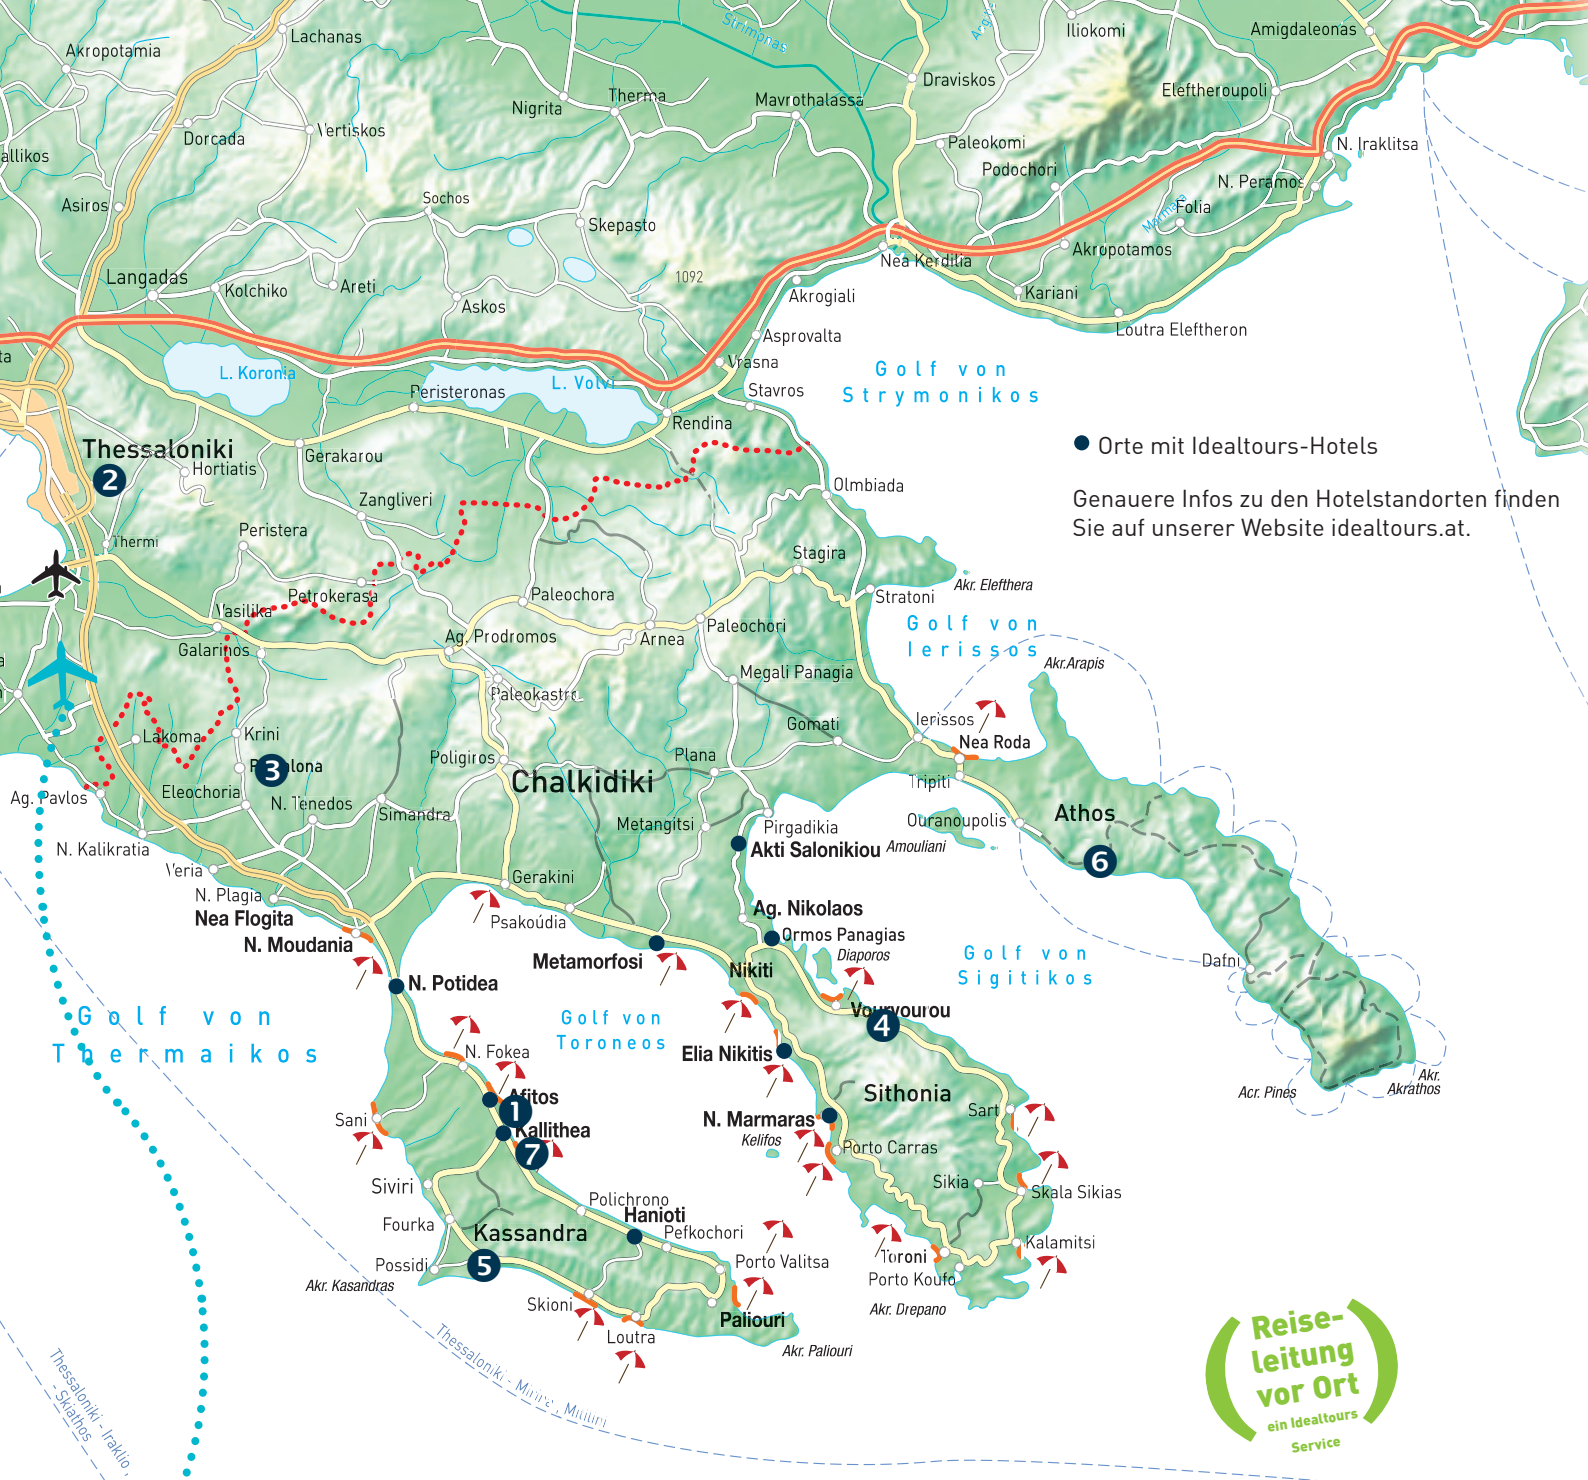 Lachanas
Akropotamia
Strimonas
Iliokomi
Amigdaleonas
Draviskos
Eleftheroupoli
Therma
Nigrita
Mavrothalassa
Vertiskos
Dorcada
Paleokomi
N. Iraklitsa
allikos
Podochori
N. Peramos
Marmara
Folia
Asiros
Sochos
Skepasto
Akropotamos
Nea Kerdilia
Langadas
Kolchiko
Areti
1092
Akrogiali
Kariani
Askos
Loutra Eleftheron
Asprovalta
ta
Vrasna
Golf von
Strymonikos
L. Koronia
L. Volvi
Peristeronas
Stavros
Rendina
Orte mit Idealtours-Hotels
Thessaloniki
2
Hortiatis
Gerakarou
Zangliveri
Olmbiada
Genauere Infos zu den Hotelstandorten finden
Sie auf unserer Website idealtours.at.
Peristera
Thermi
Stagira
Akr. Elefthera
Petrokerasa
Paleochora
Stratoni
Vasilika
Galarinos
Ag. Prodromos
Arnea
Paleochori
Golf von
Ierissos
Akr.Arapis
Megali Panagia
Paleokastro
Ierissos
Gomati
Nea Roda
Lakoma
Krini
Plana
Poligiros
3
Chalkidiki
Tripiti
Eleochoria
Ag. Pavlos
N. Tenedos
Simandra
Metangitsi
Pirgadikia
Ouranoupolis
Athos
Akti Salonikiou
Amouliani
6
N. Kalikratia
Veria
Gerakini
N. Plagia
Nea Flogita
Psakoúdia
Ag. Nikolaos
N. Moudania
Ormos Panagias
Diaporos
Metamorfosi
Nikiti
Golf von
Sigitikos
Dafni
N. Potidea
Vourvourou
4
Golf von
Thermaikos
Golf von
Toroneos
N. Fokea
Elia Nikitis
Sithonia
Akr.
Akrathos
Acr. Pines
Afitos
1
Sani
Kallithea
7
N. Marmaras
Kelifos
Sart
Porto Carras
Siviri
Sikia
Skala Sikias
Polichrono
Hanioti
Fourka
Kassandra
Pefkochori
Kalamitsi
Possidi
5
Porto Valitsa
Toroni
Porto Koufo
Akr. Kasandras
Skioni
Akr. Drepano
Paliouri
Loutra
Akr. Paliouri
Thessaloniki - Iraklio,
- Skiathos
Reise-
leitung
vor Ort
ein Idealtours
Service